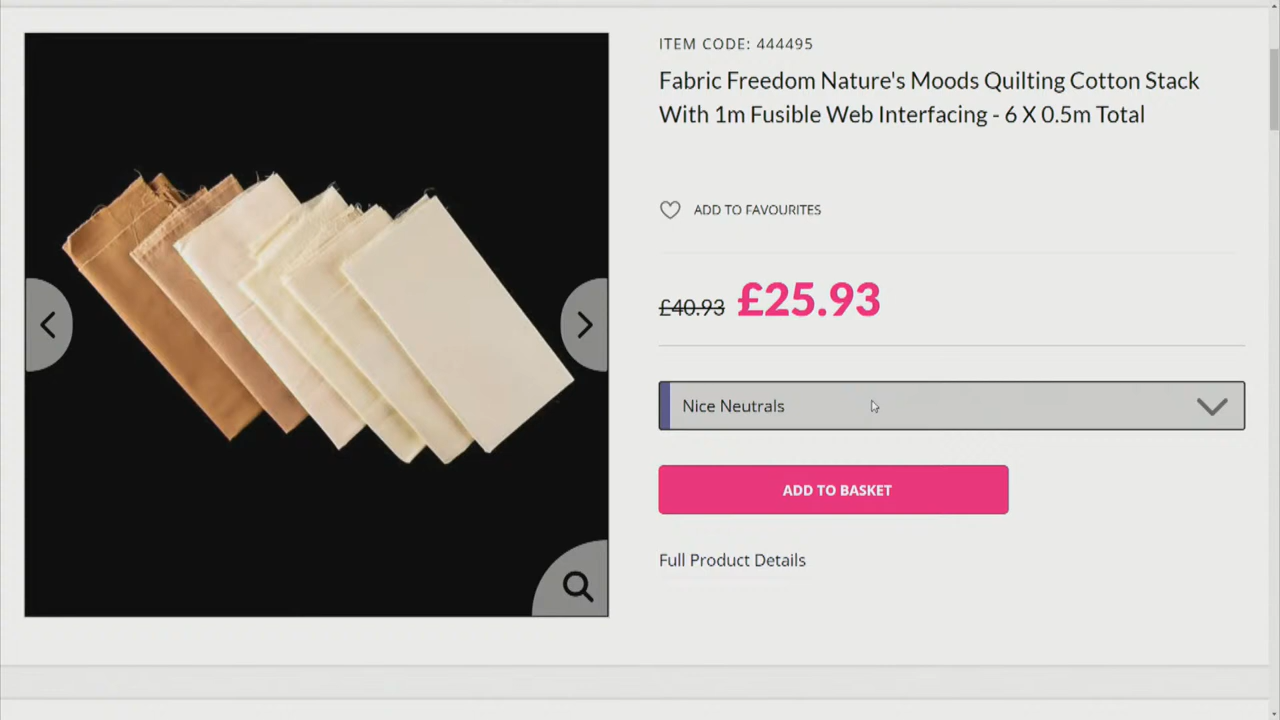 ITEM CODE: 444495
Fabric Freedom Nature's Moods Quilting Cotton Stack
With 1m Fusible Web Interfacing - 6 X 0.5m Total
ADD TO FAVOURITES
£40.93 £25.93
Nice Neutrals
ADD TO BASKET
Full Product Details